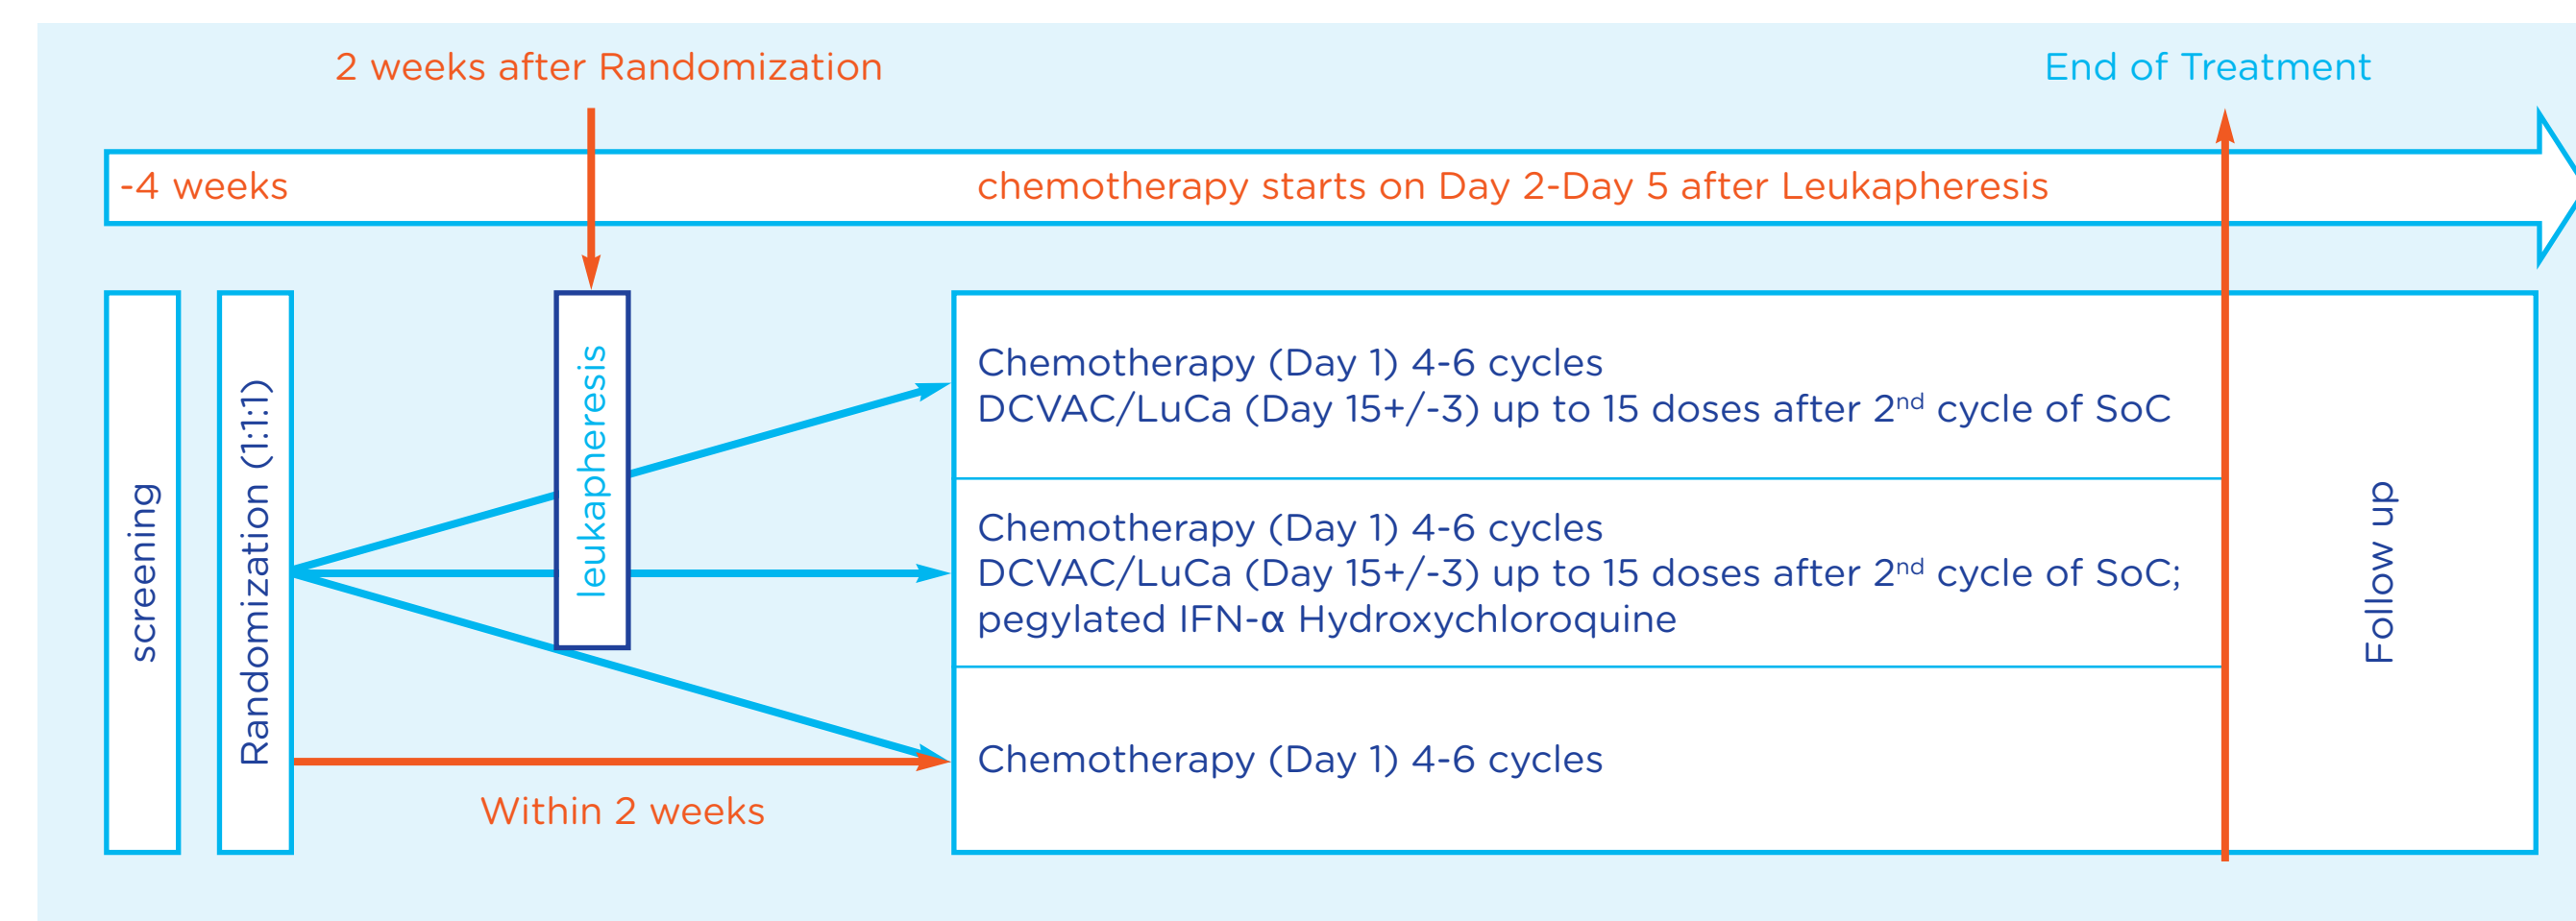 2 weeks after Randomization
End of Treatment
-4 weeks
chemotherapy starts on Day 2-Day 5 after Leukapheresis
screening
Randomization (1:1:1)
leukapheresis
Chemotherapy (Day 1) 4-6 cycles
DCVAC/LuCa (Day 15+/-3) up to 15 doses after 2nd cycle of SoC
Chemotherapy (Day 1) 4-6 cycles
DCVAC/LuCa (Day 15+/-3) up to 15 doses after 2nd cycle of SoC;
pegylated IFN-α Hydroxychloroquine
Chemotherapy (Day 1) 4-6 cycles
Follow up
Within 2 weeks